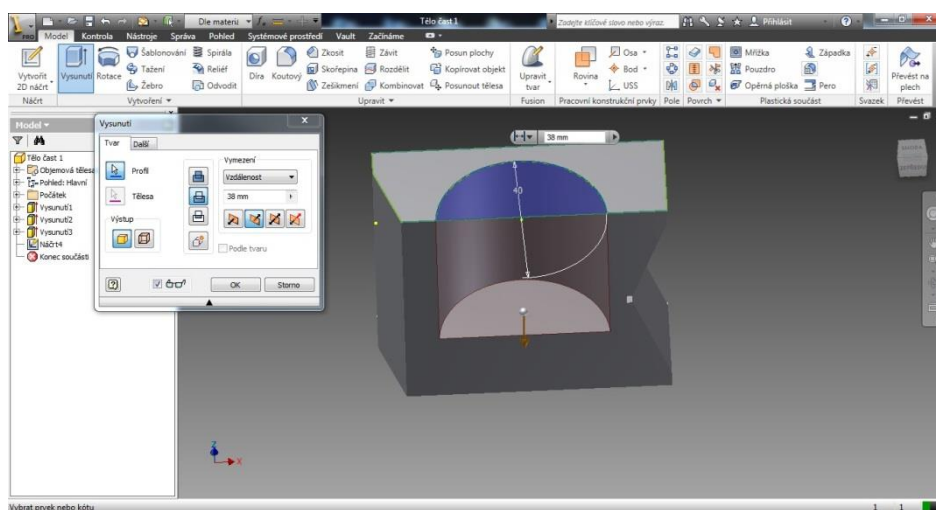 Dle materiá
Tělo část 1
Zadejte klíčové slovo nebo výraz.
Přihlásit
PRO
Model Kontrola Nástroje Správa Pohled Systémové prostředí Vault Začínáme
Vytvořit
2D náčrt
Vysunutí
Rotace
Šablonování
Tažení
Žebro
Spirála
Reliéf
Odvodit
Díra
Koutový
Zkosit
Skořepina
Zešikmení
Závit
Rozdělit
Kombinovat
Posun plochy
Kopírovat objekt
Posunout tělesa
Upravit
tvar
Rovina
Osa
Bod
USS
Mřížka
Pouzdro
Opěrná ploška
Západka
Pero
Převést na
plech
Náčrt Vytvoření Upravit Fusion Pracovní konstrukční prvky Pole Povrch Plastická součást Svazek Převést
Model
Tělo část 1
Objemová tělesa
Pohled: Hlavní
Počátek
Vysunutí1
Vysunutí2
Vysunutí3
Náčrt4
Konec součásti
Vysunutí
Tvar Další
Profil
Tělesa
Výstup
Vymezení
Vzdálenost
38 mm
Podle tvaru
OK Storno
38 mm
40
Z
X
Vybrat prvek nebo kótu
1 1